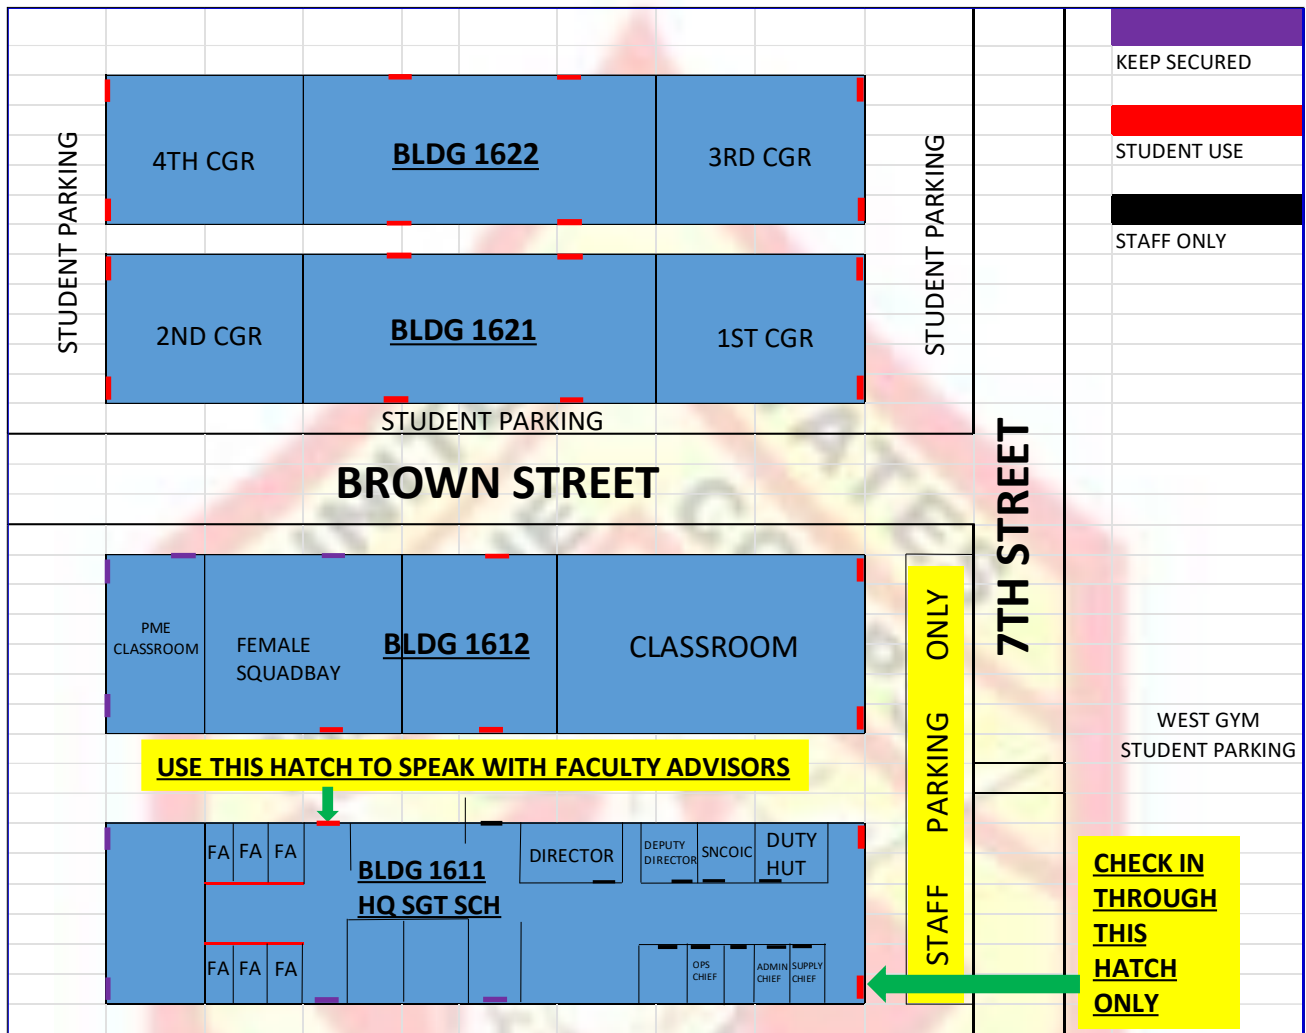 KEEP SECURED
STUDENT USE
STAFF ONLY
STUDENT PARKING
4TH CGR
BLDG 1622
3RD CGR
STUDENT PARKING
2ND CGR
BLDG 1621
1ST CGR
STUDENT PARKING
BROWN STREET
7TH STREET
PME
CLASSROOM
FEMALE
SQUADBAY
BLDG 1612
CLASSROOM
STAFF PARKING ONLY
WEST GYM
STUDENT PARKING
USE THIS HATCH TO SPEAK WITH FACULTY ADVISORS
FA FA FA
BLDG 1611
HQ SGT SCH
DIRECTOR
DEPUTY
DIRECTOR
SNCOIC
DUTY
HUT
FA FA FA
OPS
CHIEF
ADMIN
CHIEF
SUPPLY
CHIEF
CHECK IN
THROUGH
THIS
HATCH
ONLY